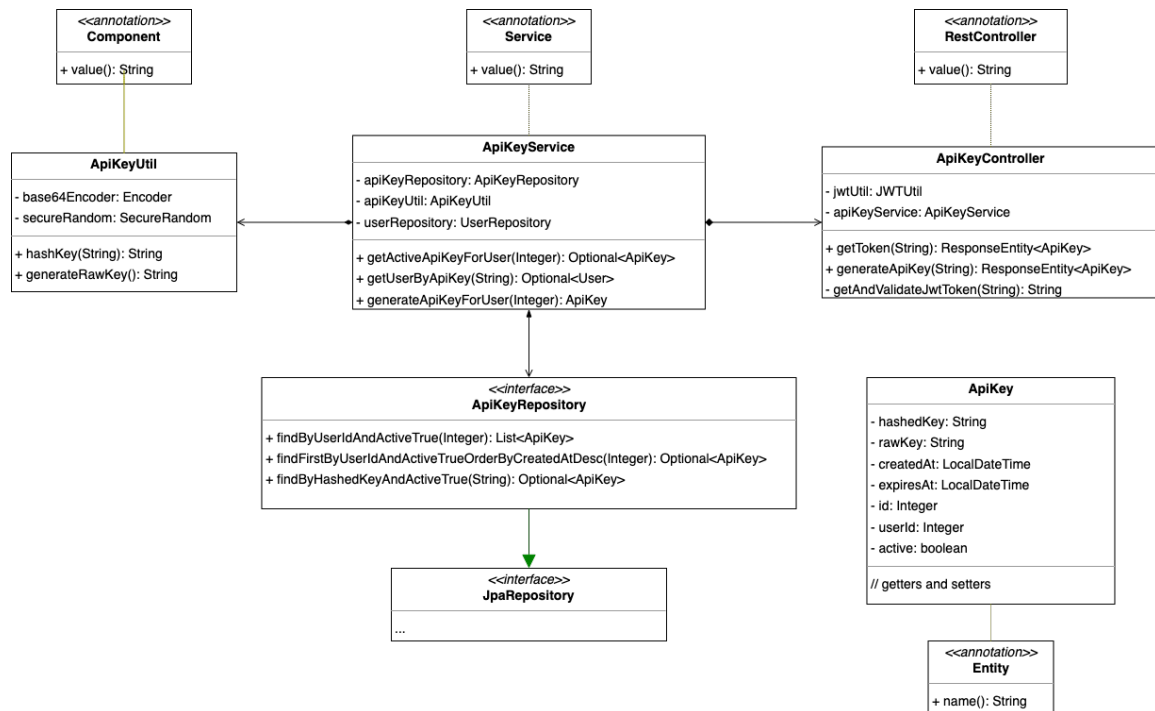 <<annotation>>
Component
+ value(): String
<<annotation>>
Service
+ value(): String
<<annotation>>
RestController
+ value(): String
ApiKeyUtil
- base64Encoder: Encoder
- secureRandom: SecureRandom
+ hashKey(String): String
+ generateRawKey(): String
ApiKeyService
- apiKeyRepository: ApiKeyRepository
- apiKeyUtil: ApiKeyUtil
- userRepository: UserRepository
+ getActiveApiKeyForUser(Integer): Optional<ApiKey>
+ getUserByApiKey(String): Optional<User>
+ generateApiKeyForUser(Integer): ApiKey
ApiKeyController
- jwtUtil: JWTUtil
- apiKeyService: ApiKeyService
+ getToken(String): ResponseEntity<ApiKey>
+ generateApiKey(String): ResponseEntity<ApiKey>
- getAndValidateJwtToken(String): String
<<interface>>
ApiKeyRepository
+ findByUserIdAndActiveTrue(Integer): List<ApiKey>
+ findFirstByUserIdAndActiveTrueOrderByCreatedAtDesc(Integer): Optional<ApiKey>
+ findByHashedKeyAndActiveTrue(String): Optional<ApiKey>
ApiKey
- hashedKey: String
- rawKey: String
- createdAt: LocalDateTime
- expiresAt: LocalDateTime
- id: Integer
- userId: Integer
- active: boolean
// getters and setters
<<interface>>
JpaRepository
...
<<annotation>>
Entity
+ name(): String